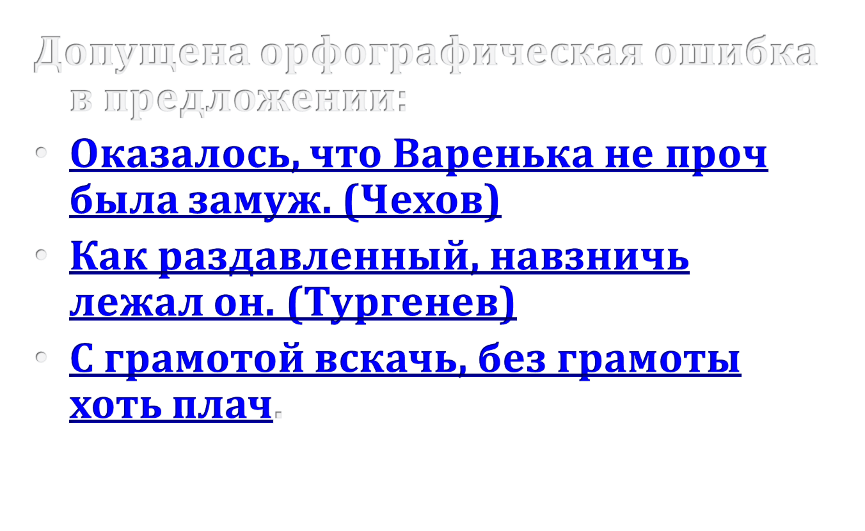 Допущена орфографическая ошибка
в предложении:
• Оказалось, что Варенька не проч
была замуж. (Чехов)
• Как раздавленный, навзничь
лежал он. (Тургенев)
• С грамотой вскачь, без грамоты
хоть плач.